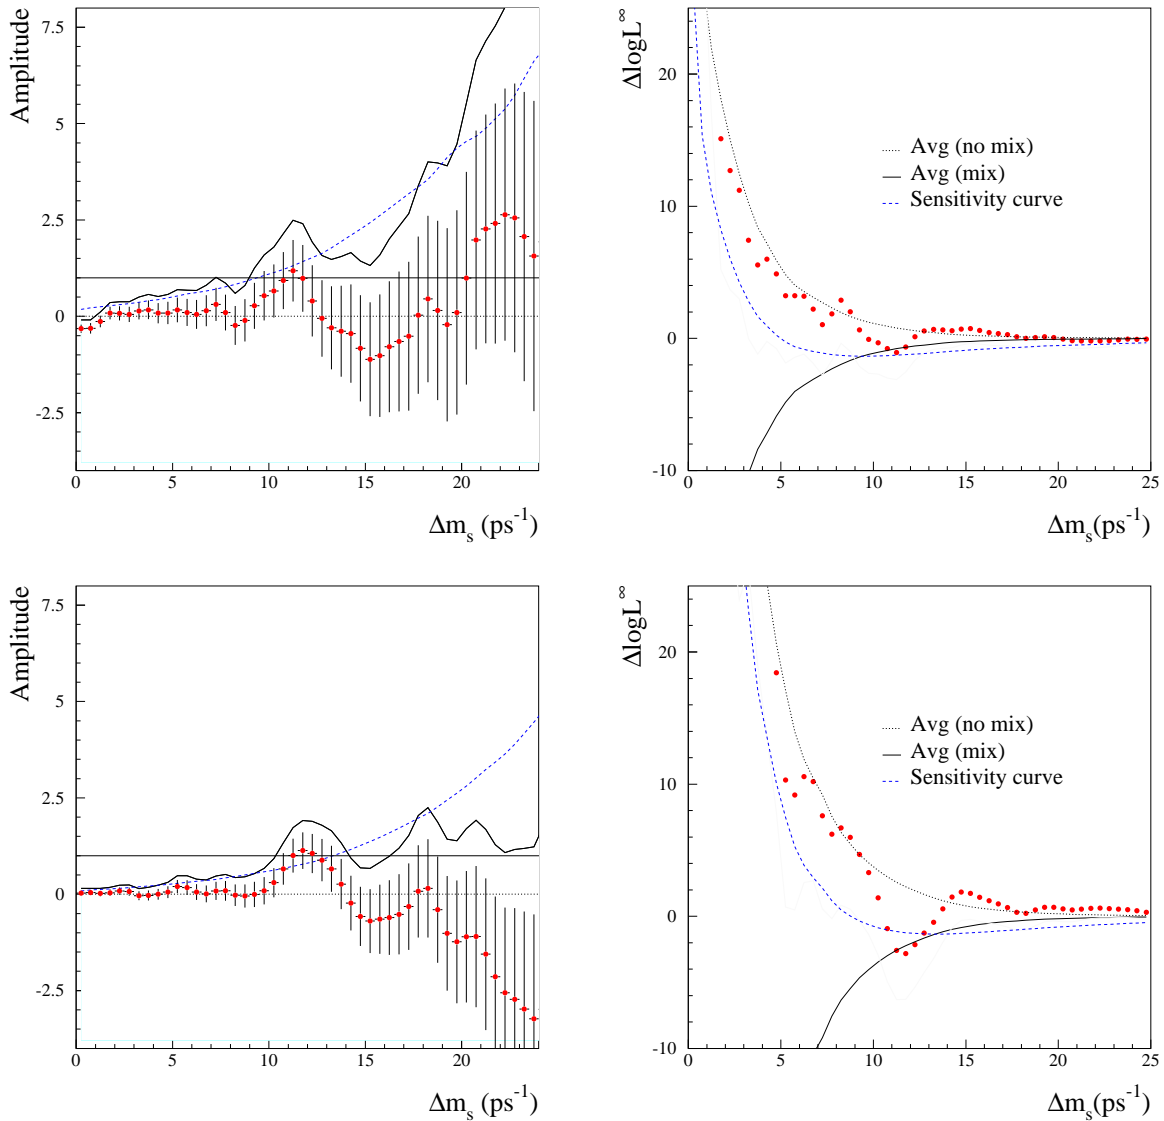 Amplitude
7.5
5
2.5
0
-2.5
0 5 10 15 20
Δm_s (ps^-1)
ΔlogL^∞
20
10
0
-10
Avg (no mix)
Avg (mix)
Sensitivity curve
0 5 10 15 20 25
Δm_s(ps^-1)
Amplitude
7.5
5
2.5
0
-2.5
0 5 10 15 20
Δm_s (ps^-1)
ΔlogL^∞
20
10
0
-10
Avg (no mix)
Avg (mix)
Sensitivity curve
0 5 10 15 20 25
Δm_s(ps^-1)